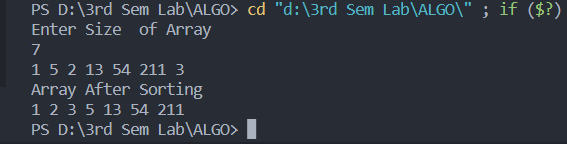 PS D:\3rd Sem Lab\ALGO> cd "d:\3rd Sem Lab\ALGO\" ; if ($?)
Enter Size  of Array
7
1 5 2 13 54 211 3
Array After Sorting
1 2 3 5 13 54 211
PS D:\3rd Sem Lab\ALGO>